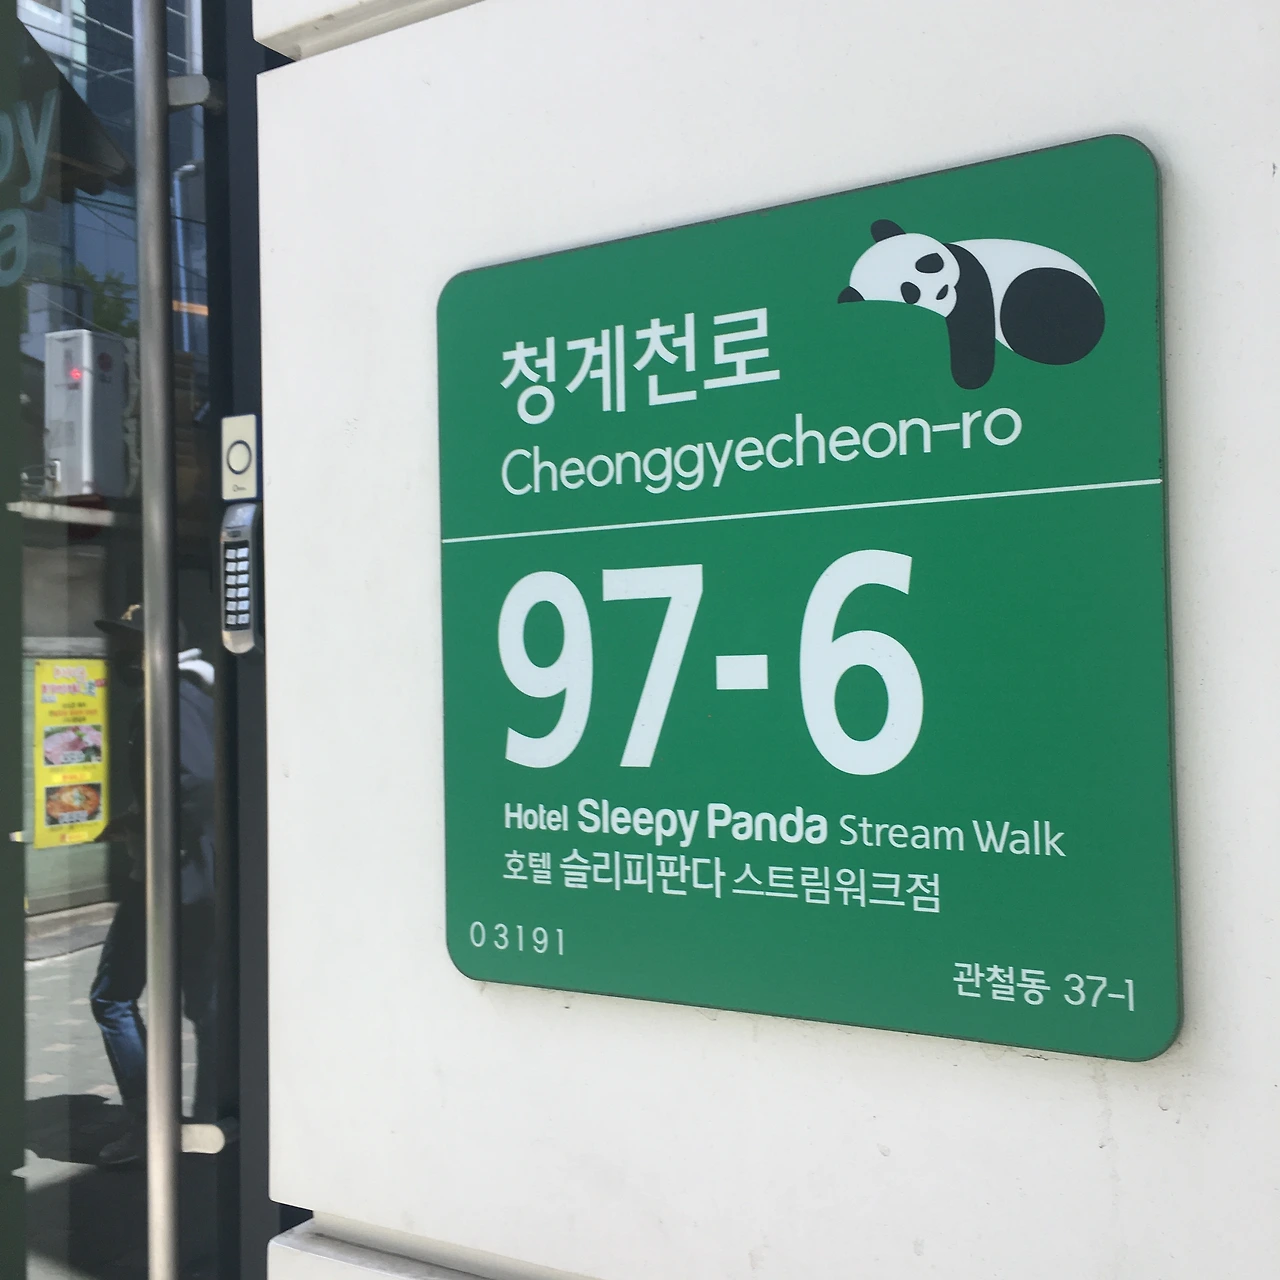 청계천로
Cheonggyecheon-ro
97-6
Hotel Sleepy Panda Stream Walk
호텔 슬리피판다 스트림워크점
03191
관철동 37-1
py
a